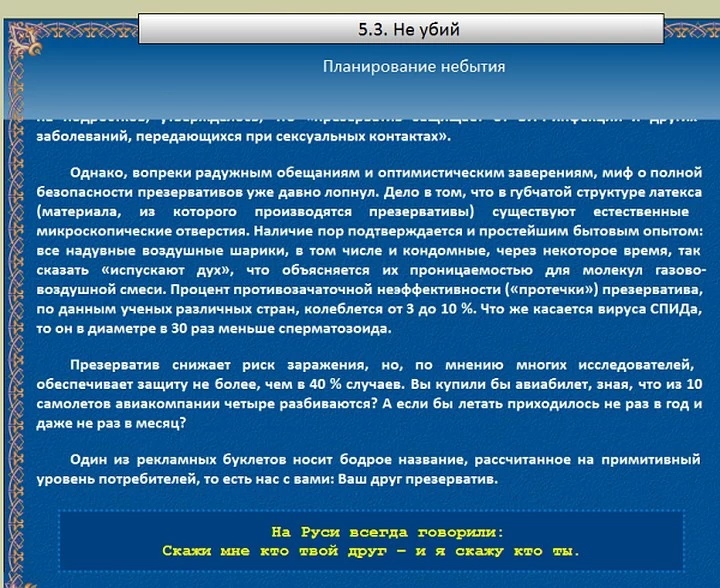 5.3. Не убий
Планирование небытия
заболеваний, передающихся при сексуальных контактах».
Однако, вопреки радужным обещаниям и оптимистическим заверениям, миф о полной
безопасности презервативов уже давно лопнул. Дело в том, что в губчатой структуре латекса
(материала, из которого производятся презервативы) существуют естественные
микроскопические отверстия. Наличие пор подтверждается и простейшим бытовым опытом:
все надувные воздушные шарики, в том числе и кондомные, через некоторое время, так
сказать «испускают дух», что объясняется их проницаемостью для молекул газово-
воздушной смеси. Процент противозачаточной неэффективности («протечки») презерватива,
по данным ученых различных стран, колеблется от 3 до 10 %. Что же касается вируса СПИДа,
то он в диаметре в 30 раз меньше сперматозоида.
Презерватив снижает риск заражения, но, по мнению многих исследователей,
обеспечивает защиту не более, чем в 40 % случаев. Вы купили бы авиабилет, зная, что из 10
самолетов авиакомпании четыре разбиваются? А если бы летать приходилось не раз в год и
даже не раз в месяц?
Один из рекламных буклетов носит бодрое название, рассчитанное на примитивный
уровень потребителей, то есть нас с вами: Ваш друг презерватив.
На Руси всегда говорили:
Скажи мне кто твой друг – и я скажу кто ты.